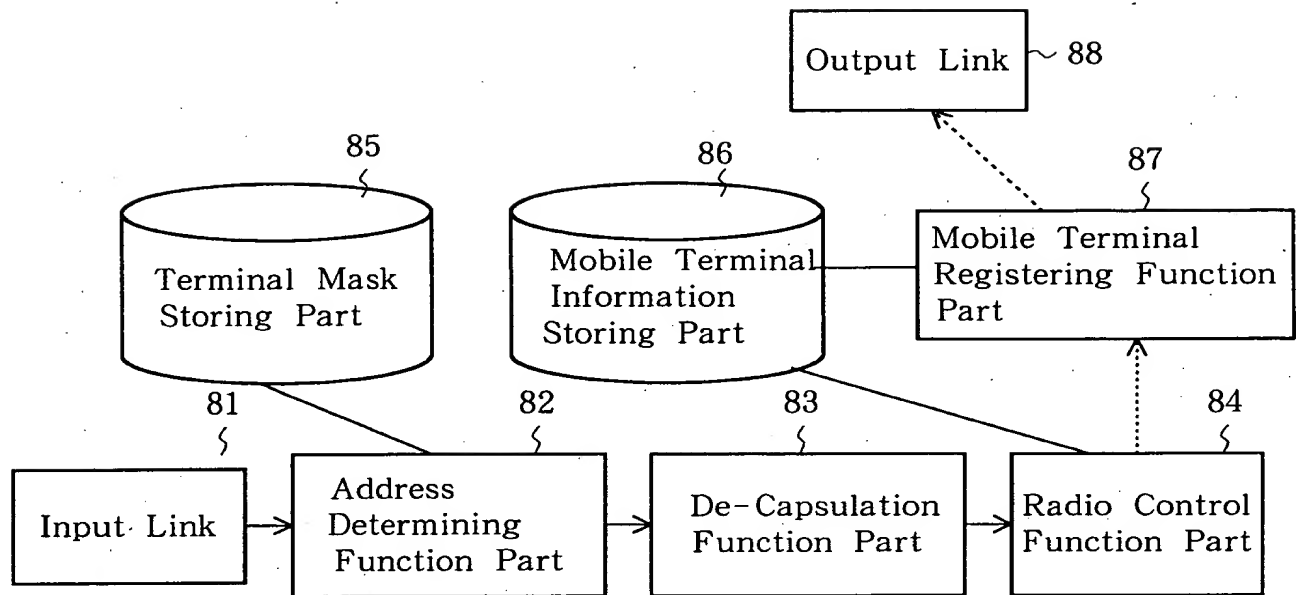 Output Link
88
85
86
87
Terminal Mask
Storing Part
Mobile Terminal
Information
Storing Part
Mobile Terminal
Registering Function
Part
81
82
83
84
Input Link
Address
Determining
Function Part
De-Capsulation
Function Part
Radio Control
Function Part